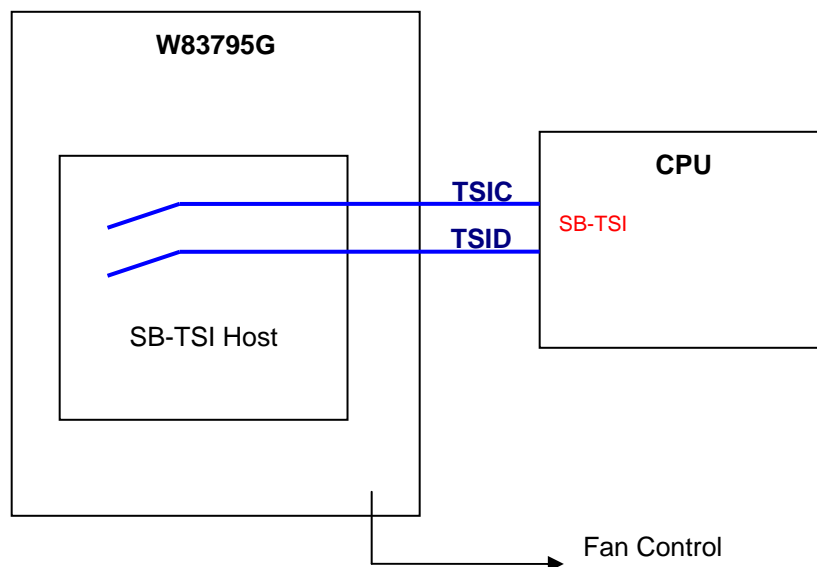 W83795G
CPU
TSIC
SB-TSI
TSID
SB-TSI Host
Fan Control